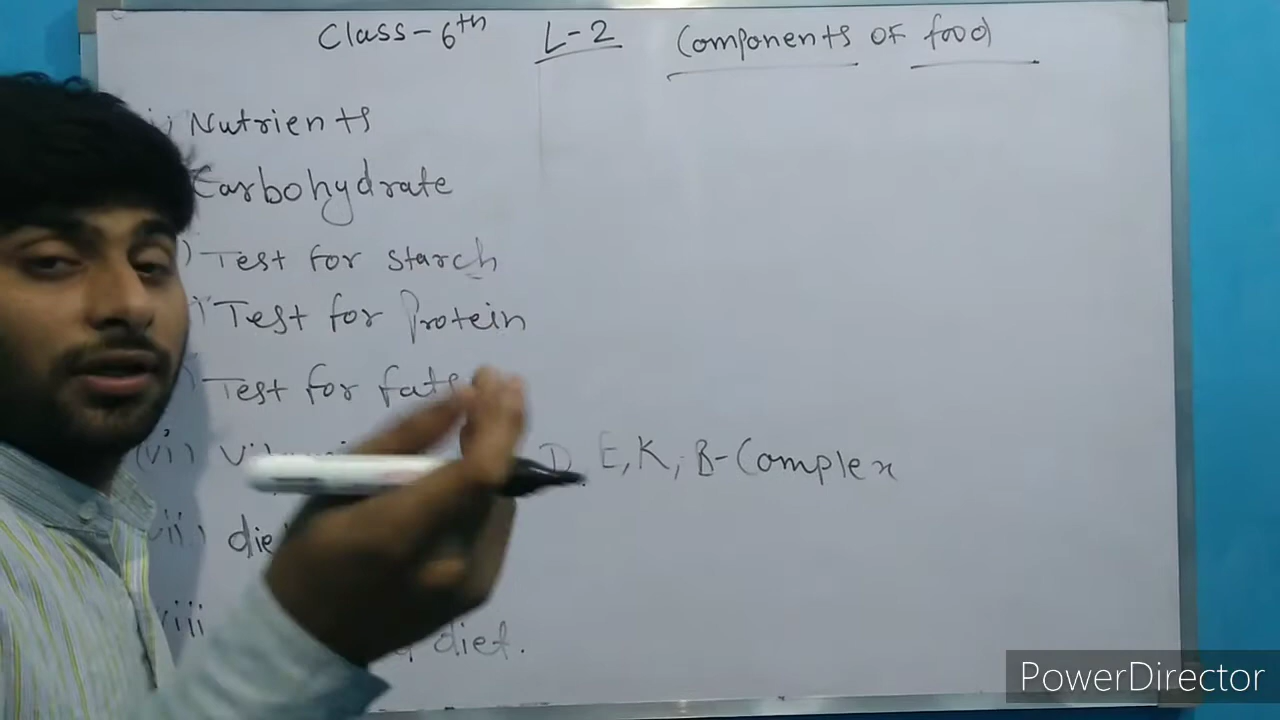 Class-6th L-2 Components OF food
Nutrients
Carbohydrate
Test for starch
Test for Protein
Test for fats
(vi) D, E, K, B-Complex
diet.
PowerDirector